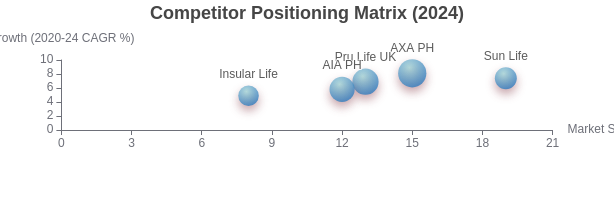 Competitor Positioning Matrix (2024)
rowth (2020-24 CAGR %)
AXA PH
Pru Life UK
Sun Life
AIA PH
Insular Life
10
8
6
4
2
0
Market S
0 3 6 9 12 15 18 21